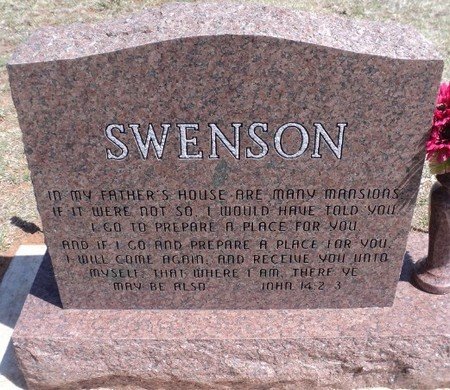 SWENSON
IN MY FATHER'S HOUSE ARE MANY MANSIONS:
IF IT WERE NOT SO, I WOULD HAVE TOLD YOU.
I GO TO PREPARE A PLACE FOR YOU.
AND IF I GO AND PREPARE A PLACE FOR YOU,
I WILL COME AGAIN, AND RECEIVE YOU UNTO
MYSELF; THAT WHERE I AM, THERE YE
MAY BE ALSO JOHN 14:2-3